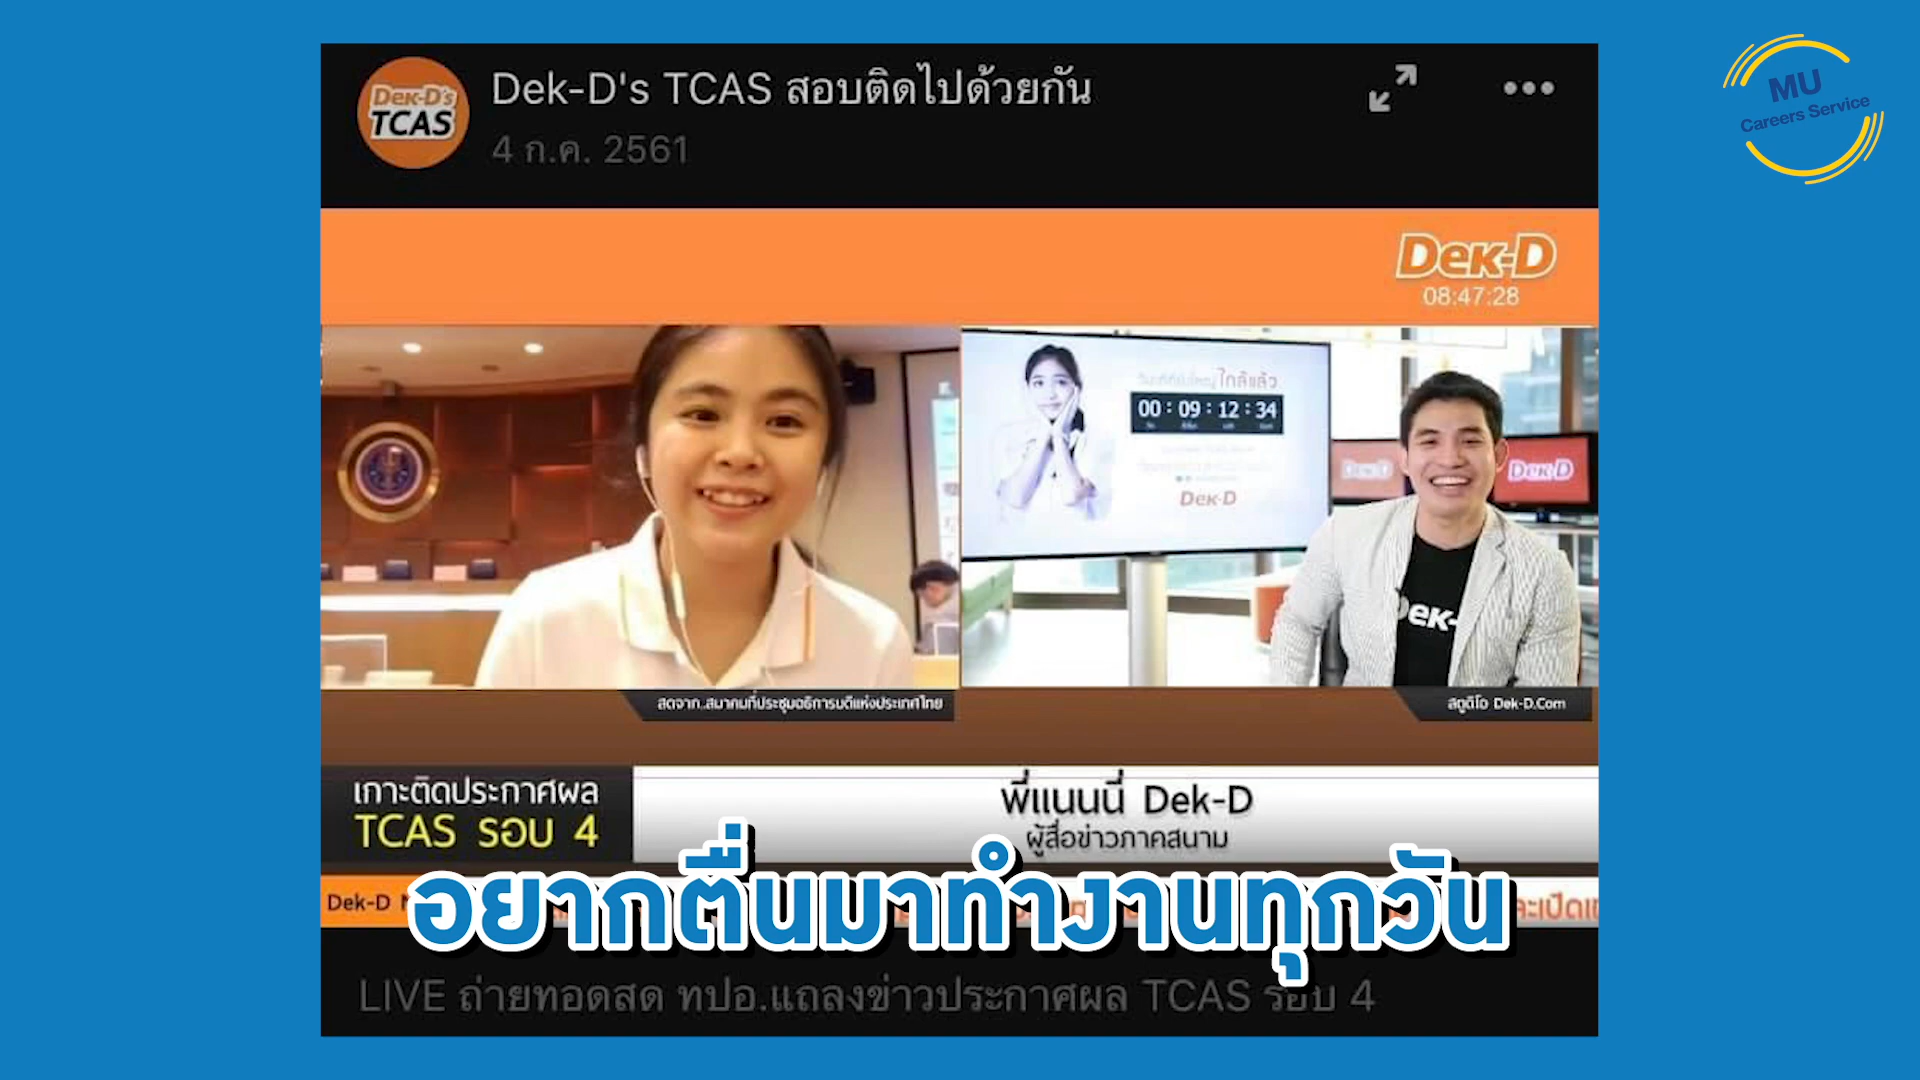 MU
Careers Service
Dek-D's
TCAS
Dek-D's TCAS สอบติดไปด้วยกัน
4 ก.ค. 2561
Dek-D
08:47:28
ใกล้แล้ว
00 : 09 : 12 : 34
Dek-D
Dek-D
Dek-D
สดจาก..สมาคมที่ประชุมอธิการบดีแห่งประเทศไทย
สตูดิโอ Dek-D.Com
เกาะติดประกาศผล
TCAS รอบ 4
พี่แนนนี่ Dek-D
ผู้สื่อข่าวภาคสนาม
Dek-D
อยากตื่นมาทำงานทุกวัน
LIVE ถ่ายทอดสด ทปอ.แถลงข่าวประกาศผล TCAS รอบ 4